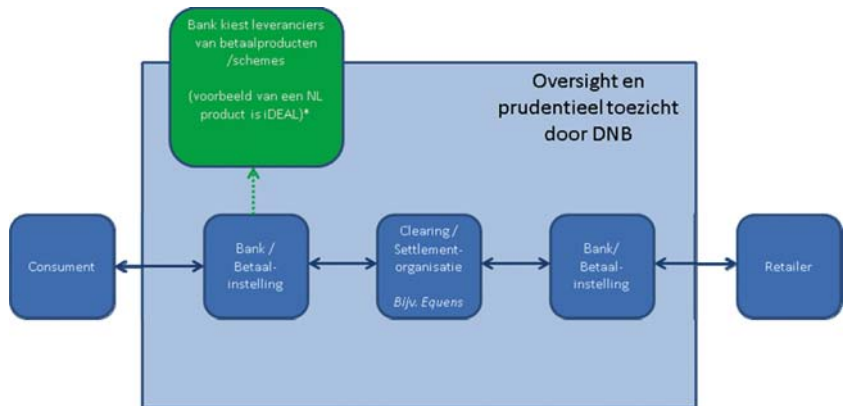 Bank kiest leveranciers
van betaalproducten
/schemes
(voorbeeld van een NL
product is iDEAL)*
Oversight en
prudentieel toezicht
door DNB
Consument
Bank /
Betaal-
instelling
Clearing /
Settlement-
organisatie
Bijv. Equens
Bank/
Betaal-
instelling
Retailer